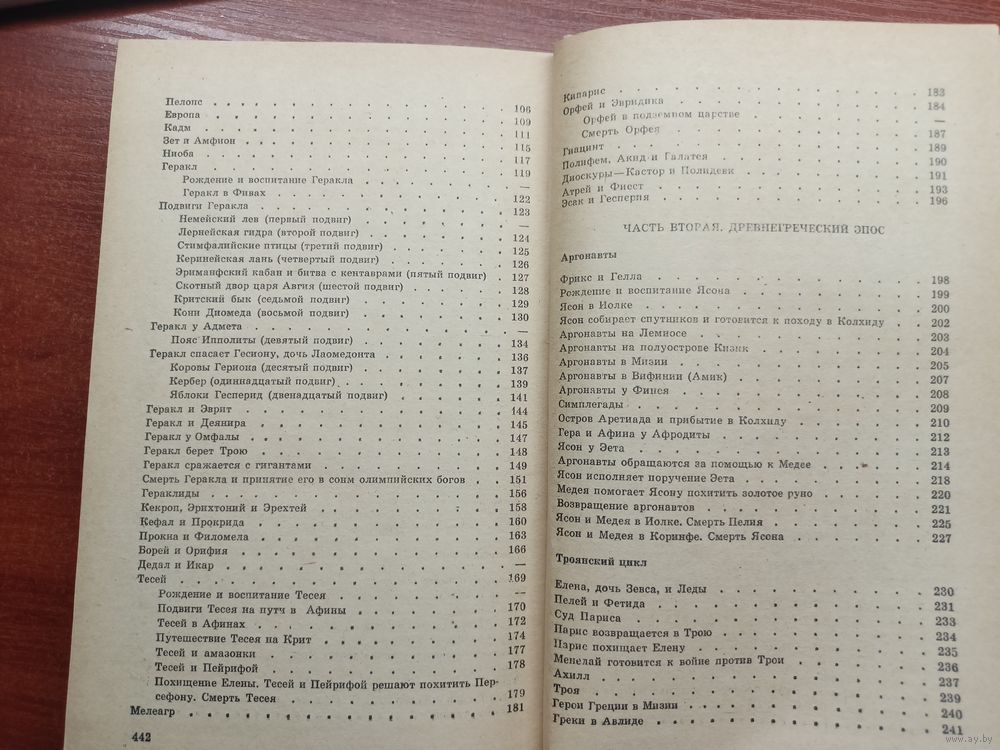 Пелопс . . . . . . . . . . 106
Европа . . . . . . . . . . 109
Кадм . . . . . . . . . . 111
Зет и Амфион . . . . . . . . . . 115
Ниоба . . . . . . . . . . 117
Геракл . . . . . . . . . . 119
Рождение и воспитание Геракла . . . . . . —
Геракл в Фивах . . . . . . . . 122
Подвиги Геракла . . . . . . . . 123
Немейский лев (первый подвиг) . . . . . —
Лернейская гидра (второй подвиг) . . . . . 124
Стимфалийские птицы (третий подвиг) . . . . 125
Керинейская лань (четвертый подвиг) . . . . 126
Эриманфский кабан и битва с кентаврами (пятый подвиг) . 127
Скотный двор царя Авгия (шестой подвиг) . . . 128
Критский бык (седьмой подвиг) . . . . . 129
Кони Диомеда (восьмой подвиг) . . . . . 130
Геракл у Адмета . . . . . . . . —
Пояс Ипполиты (девятый подвиг) . . . . . 134
Геракл спасает Гесиону, дочь Лаомедонта . . . . 136
Коровы Гериона (десятый подвиг) . . . . . 137
Кербер (одиннадцатый подвиг) . . . . . 139
Яблоки Гесперид (двенадцатый подвиг) . . . . 141
Геракл и Эврит . . . . . . . . 144
Геракл и Деянира . . . . . . . . 145
Геракл у Омфалы . . . . . . . . 147
Геракл берет Трою . . . . . . . . 148
Геракл сражается с гигантами . . . . . . 149
Смерть Геракла и принятие его в сонм олимпийских богов . 151
Гераклиды . . . . . . . . . . 156
Кекроп, Эрихтоний и Эрехтей . . . . . . 158
Кефал и Прокрида . . . . . . . . 160
Прокна и Филомела . . . . . . . . 163
Борей и Орифия . . . . . . . . 166
Дедал и Икар . . . . . . . . . —
Тесей . . . . . . . . . . 169
Рождение и воспитание Тесея . . . . . . —
Подвиги Тесея на пути в Афины . . . . . 170
Тесей в Афинах . . . . . . . . 172
Путешествие Тесея на Крит . . . . . . 174
Тесей и амазонки . . . . . . . . 177
Тесей и Пейрифой . . . . . . . . 178
Похищение Елены. Тесей и Пейрифой решают похитить Пер-
сефону. Смерть Тесея . . . . . . . 179
Мелеагр . . . . . . . . . . 181
442
Кипарис . . . . . . . . . . 183
Орфей и Эвридика . . . . . . . . 184
Орфей в подземном царстве . . . . . . —
Смерть Орфея . . . . . . . . 187
Гиацинт . . . . . . . . . . 189
Полифем, Акид и Галатея . . . . . . . 190
Диоскуры—Кастор и Полидевк . . . . . . 191
Атрей и Фиест . . . . . . . . . 193
Эсак и Гесперия . . . . . . . . 196
ЧАСТЬ ВТОРАЯ. ДРЕВНЕГРЕЧЕСКИЙ ЭПОС
Аргонавты
Фрикс и Гелла . . . . . . . . . 198
Рождение и воспитание Ясона . . . . . . 199
Ясон в Иолке . . . . . . . . . 200
Ясон собирает спутников и готовится к походу в Колхиду . . 202
Аргонавты на Лемносе . . . . . . . 203
Аргонавты на полуострове Кизик . . . . . . 204
Аргонавты в Мизии . . . . . . . . 205
Аргонавты в Вифинии (Амик) . . . . . . 207
Аргонавты у Финея . . . . . . . . 208
Симплегады . . . . . . . . . . 209
Остров Аретиада и прибытие в Колхиду . . . . . 210
Гера и Афина у Афродиты . . . . . . . 212
Ясон у Эета . . . . . . . . . 213
Аргонавты обращаются за помощью к Медее . . . . 214
Ясон исполняет поручение Эета . . . . . . 218
Медея помогает Ясону похитить золотое руно . . . . 220
Возвращение аргонавтов . . . . . . . 221
Ясон и Медея в Иолке. Смерть Пелия . . . . . 225
Ясон и Медея в Коринфе. Смерть Ясона . . . . . 227
Троянский цикл
Елена, дочь Зевса, и Леды . . . . . . . 230
Пелей и Фетида . . . . . . . . 231
Суд Париса . . . . . . . . . 233
Парис возвращается в Трою . . . . . . 234
Парис похищает Елену . . . . . . . 235
Менелай готовится к войне против Трои . . . . . 236
Ахилл . . . . . . . . . . 237
Троя . . . . . . . . . . 239
Герои Греции в Мизии . . . . . . . 240
Греки в Авлиде . . . . . . . . 241
www.ay.by